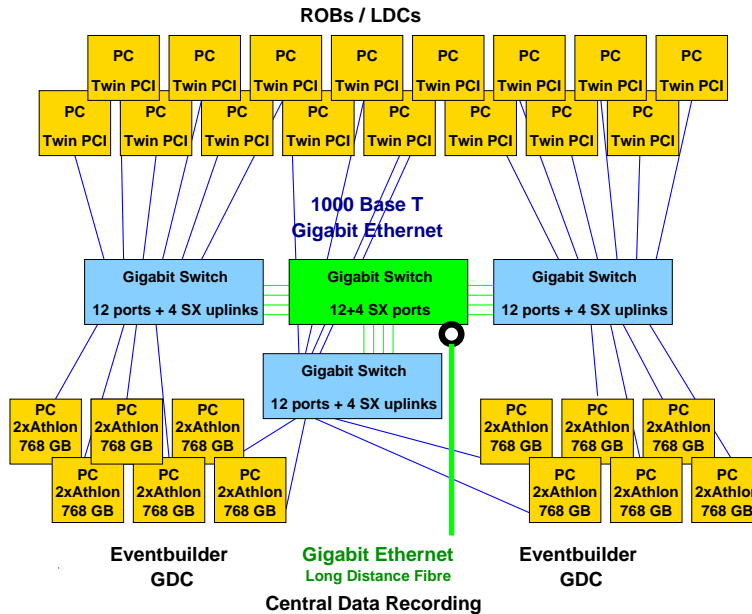 ROBs / LDCs
PC PC PC PC PC PC PC PC
Twin PCI Twin PCI Twin PCI Twin PCI Twin PCI Twin PCI Twin PCI Twin PCI
PC PC PC PC PC PC PC PC
Twin PCI Twin PCI Twin PCI Twin PCI Twin PCI Twin PCI Twin PCI Twin PCI
1000 Base T
Gigabit Ethernet
Gigabit Switch
12 ports + 4 SX uplinks
Gigabit Switch
12+4 SX ports
Gigabit Switch
12 ports + 4 SX uplinks
Gigabit Switch
12 ports + 4 SX uplinks
PC PC PC
2xAthlon 2xAthlon 2xAthlon
768 GB 768 GB 768 GB
PC PC PC
2xAthlon 2xAthlon 2xAthlon
768 GB 768 GB 768 GB
PC PC PC
2xAthlon 2xAthlon 2xAthlon
768 GB 768 GB 768 GB
PC PC PC
2xAthlon 2xAthlon 2xAthlon
768 GB 768 GB 768 GB
Eventbuilder
GDC
Gigabit Ethernet
Long Distance Fibre
Eventbuilder
GDC
Central Data Recording